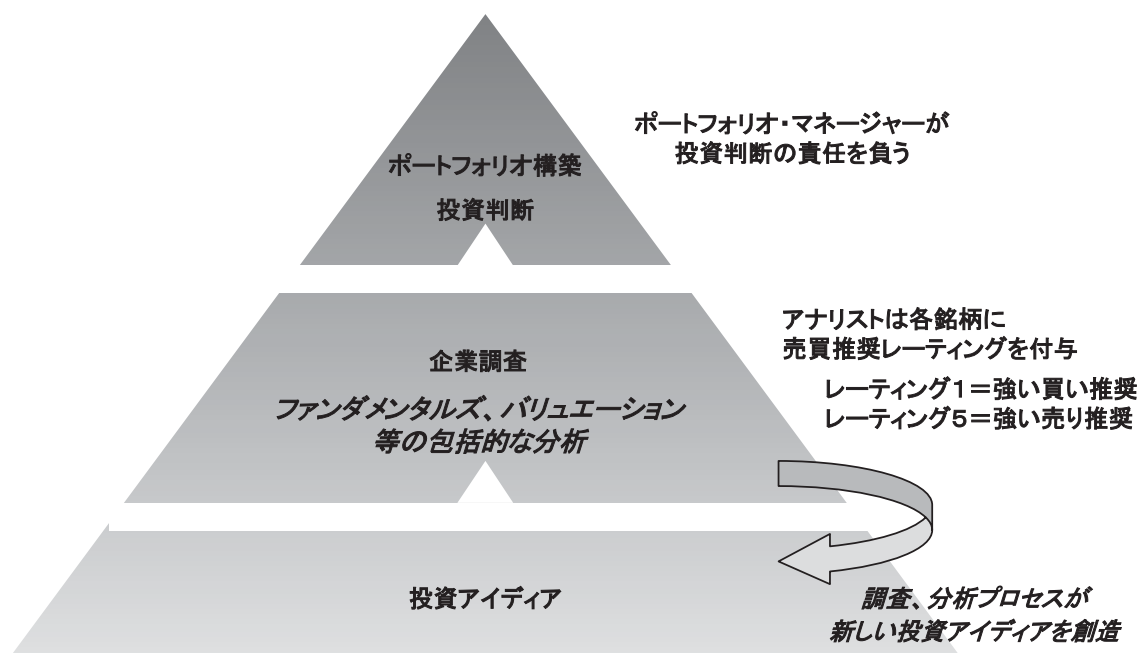 ポートフォリオ構築
投資判断
ポートフォリオ・マネージャーが
投資判断の責任を負う
企業調査
ファンダメンタルズ、バリュエーション
等の包括的な分析
アナリストは各銘柄に
売買推奨レーティングを付与
レーティング1=強い買い推奨
レーティング5=強い売り推奨
投資アイディア
調査、分析プロセスが
新しい投資アイディアを創造